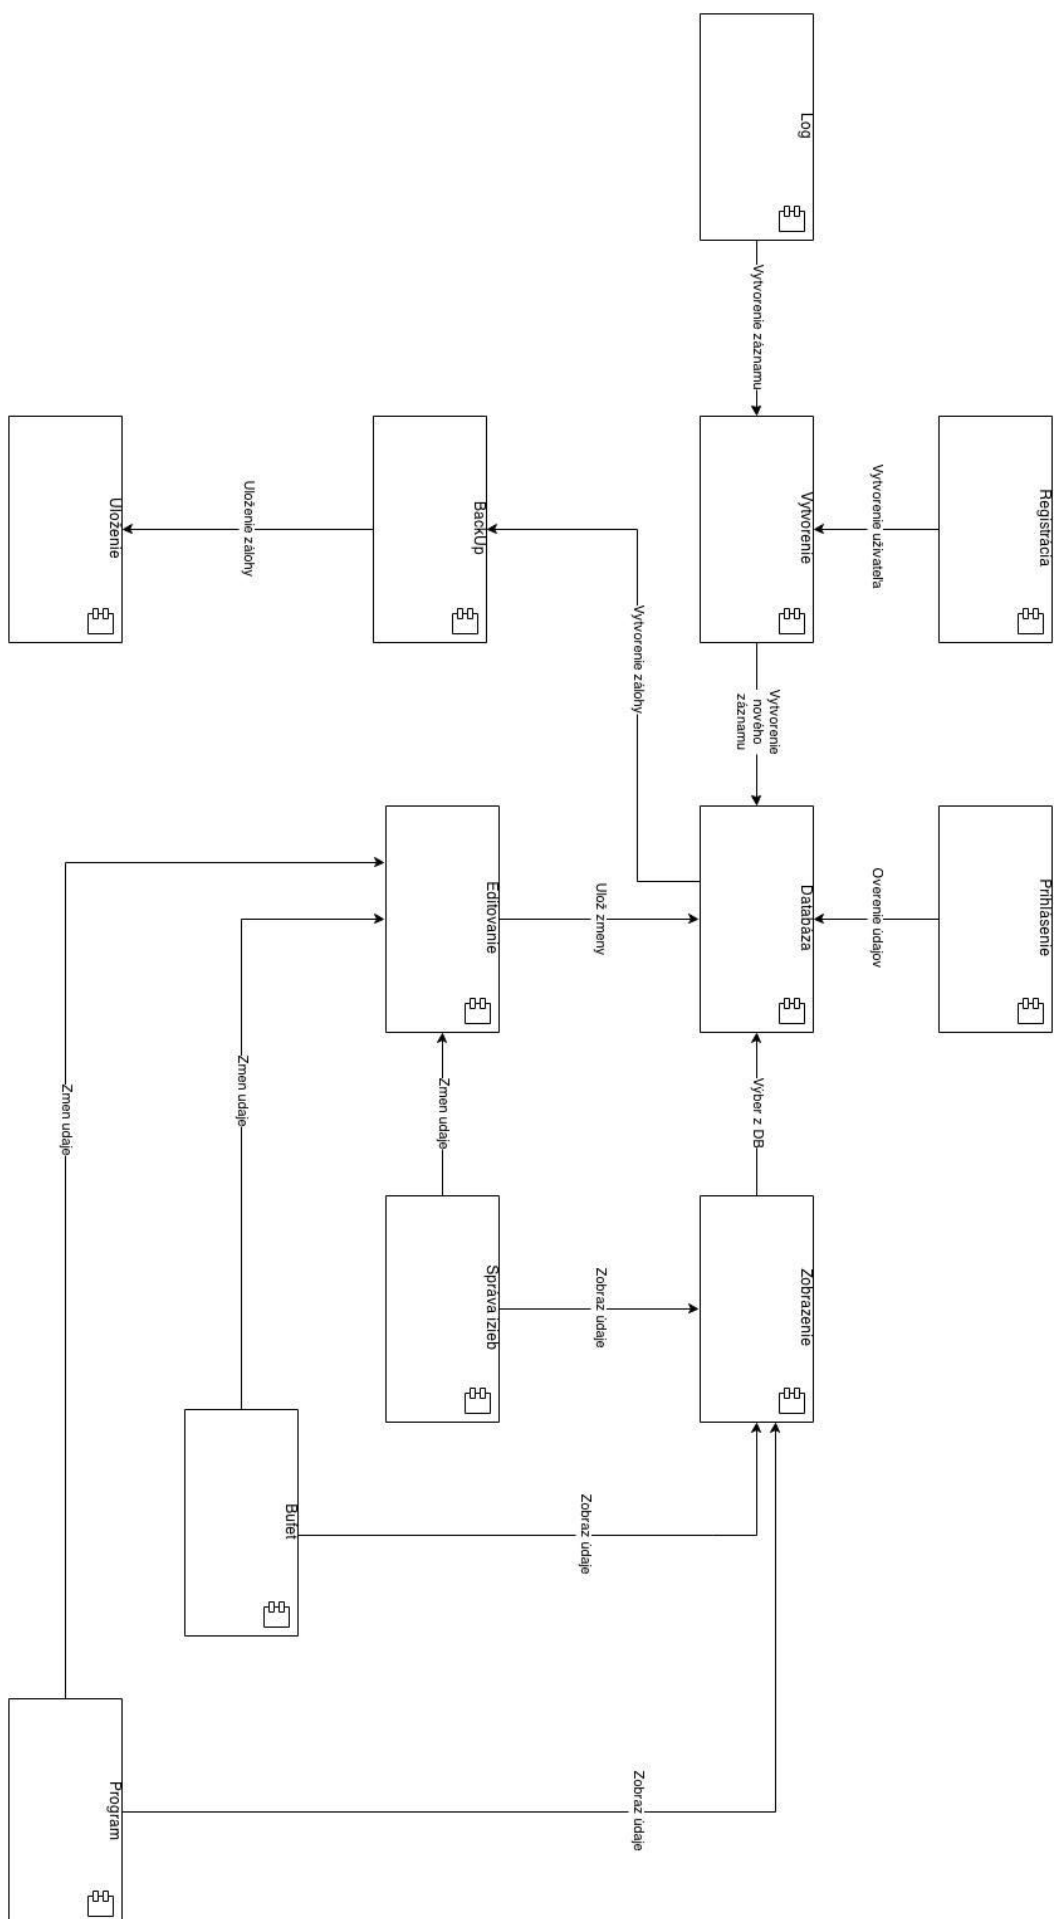 Registrácia
Prihlásenie
Vytvorenie uživateľa
Overenie údajov
Log
Vytvorenie
Databáza
Zobrazenie
Vytvorenie záznamu
Vytvorenie
nového
záznamu
Výber z DB
Vytvorenie zálohy
Ulož zmeny
Zobraz údaje
Zobraz údaje
Zobraz údaje
BackUp
Editovanie
Správa izieb
Zmen udaje
Uloženie zálohy
Zmen udaje
Bufet
Uloženie
Zmen udaje
Program